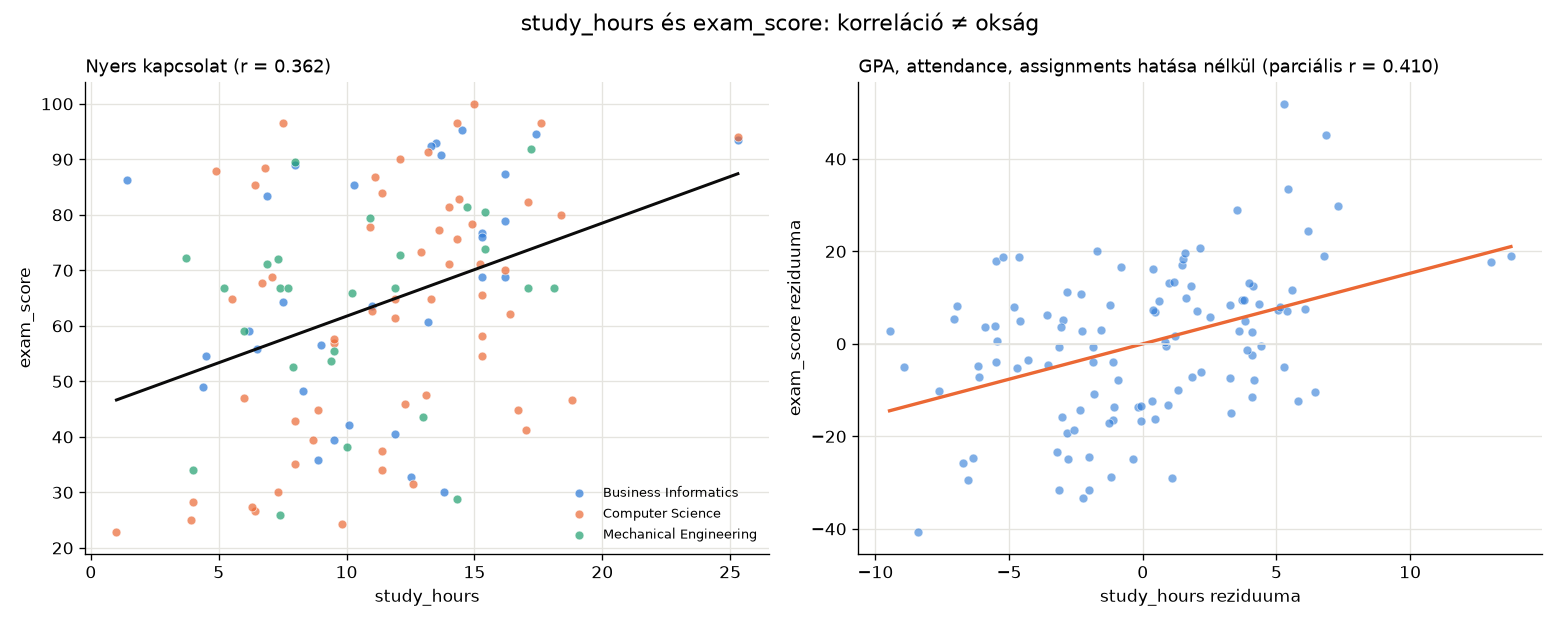 study_hours és exam_score: korreláció ≠ okság
Nyers kapcsolat (r = 0.362)
100
90
80
70
60
50
40
30
20
exam_score
0
5
10
15
20
25
study_hours
Business Informatics
Computer Science
Mechanical Engineering
GPA, attendance, assignments hatása nélkül (parciális r = 0.410)
40
20
0
−20
−40
exam_score reziduuma
−10
−5
0
5
10
study_hours reziduuma